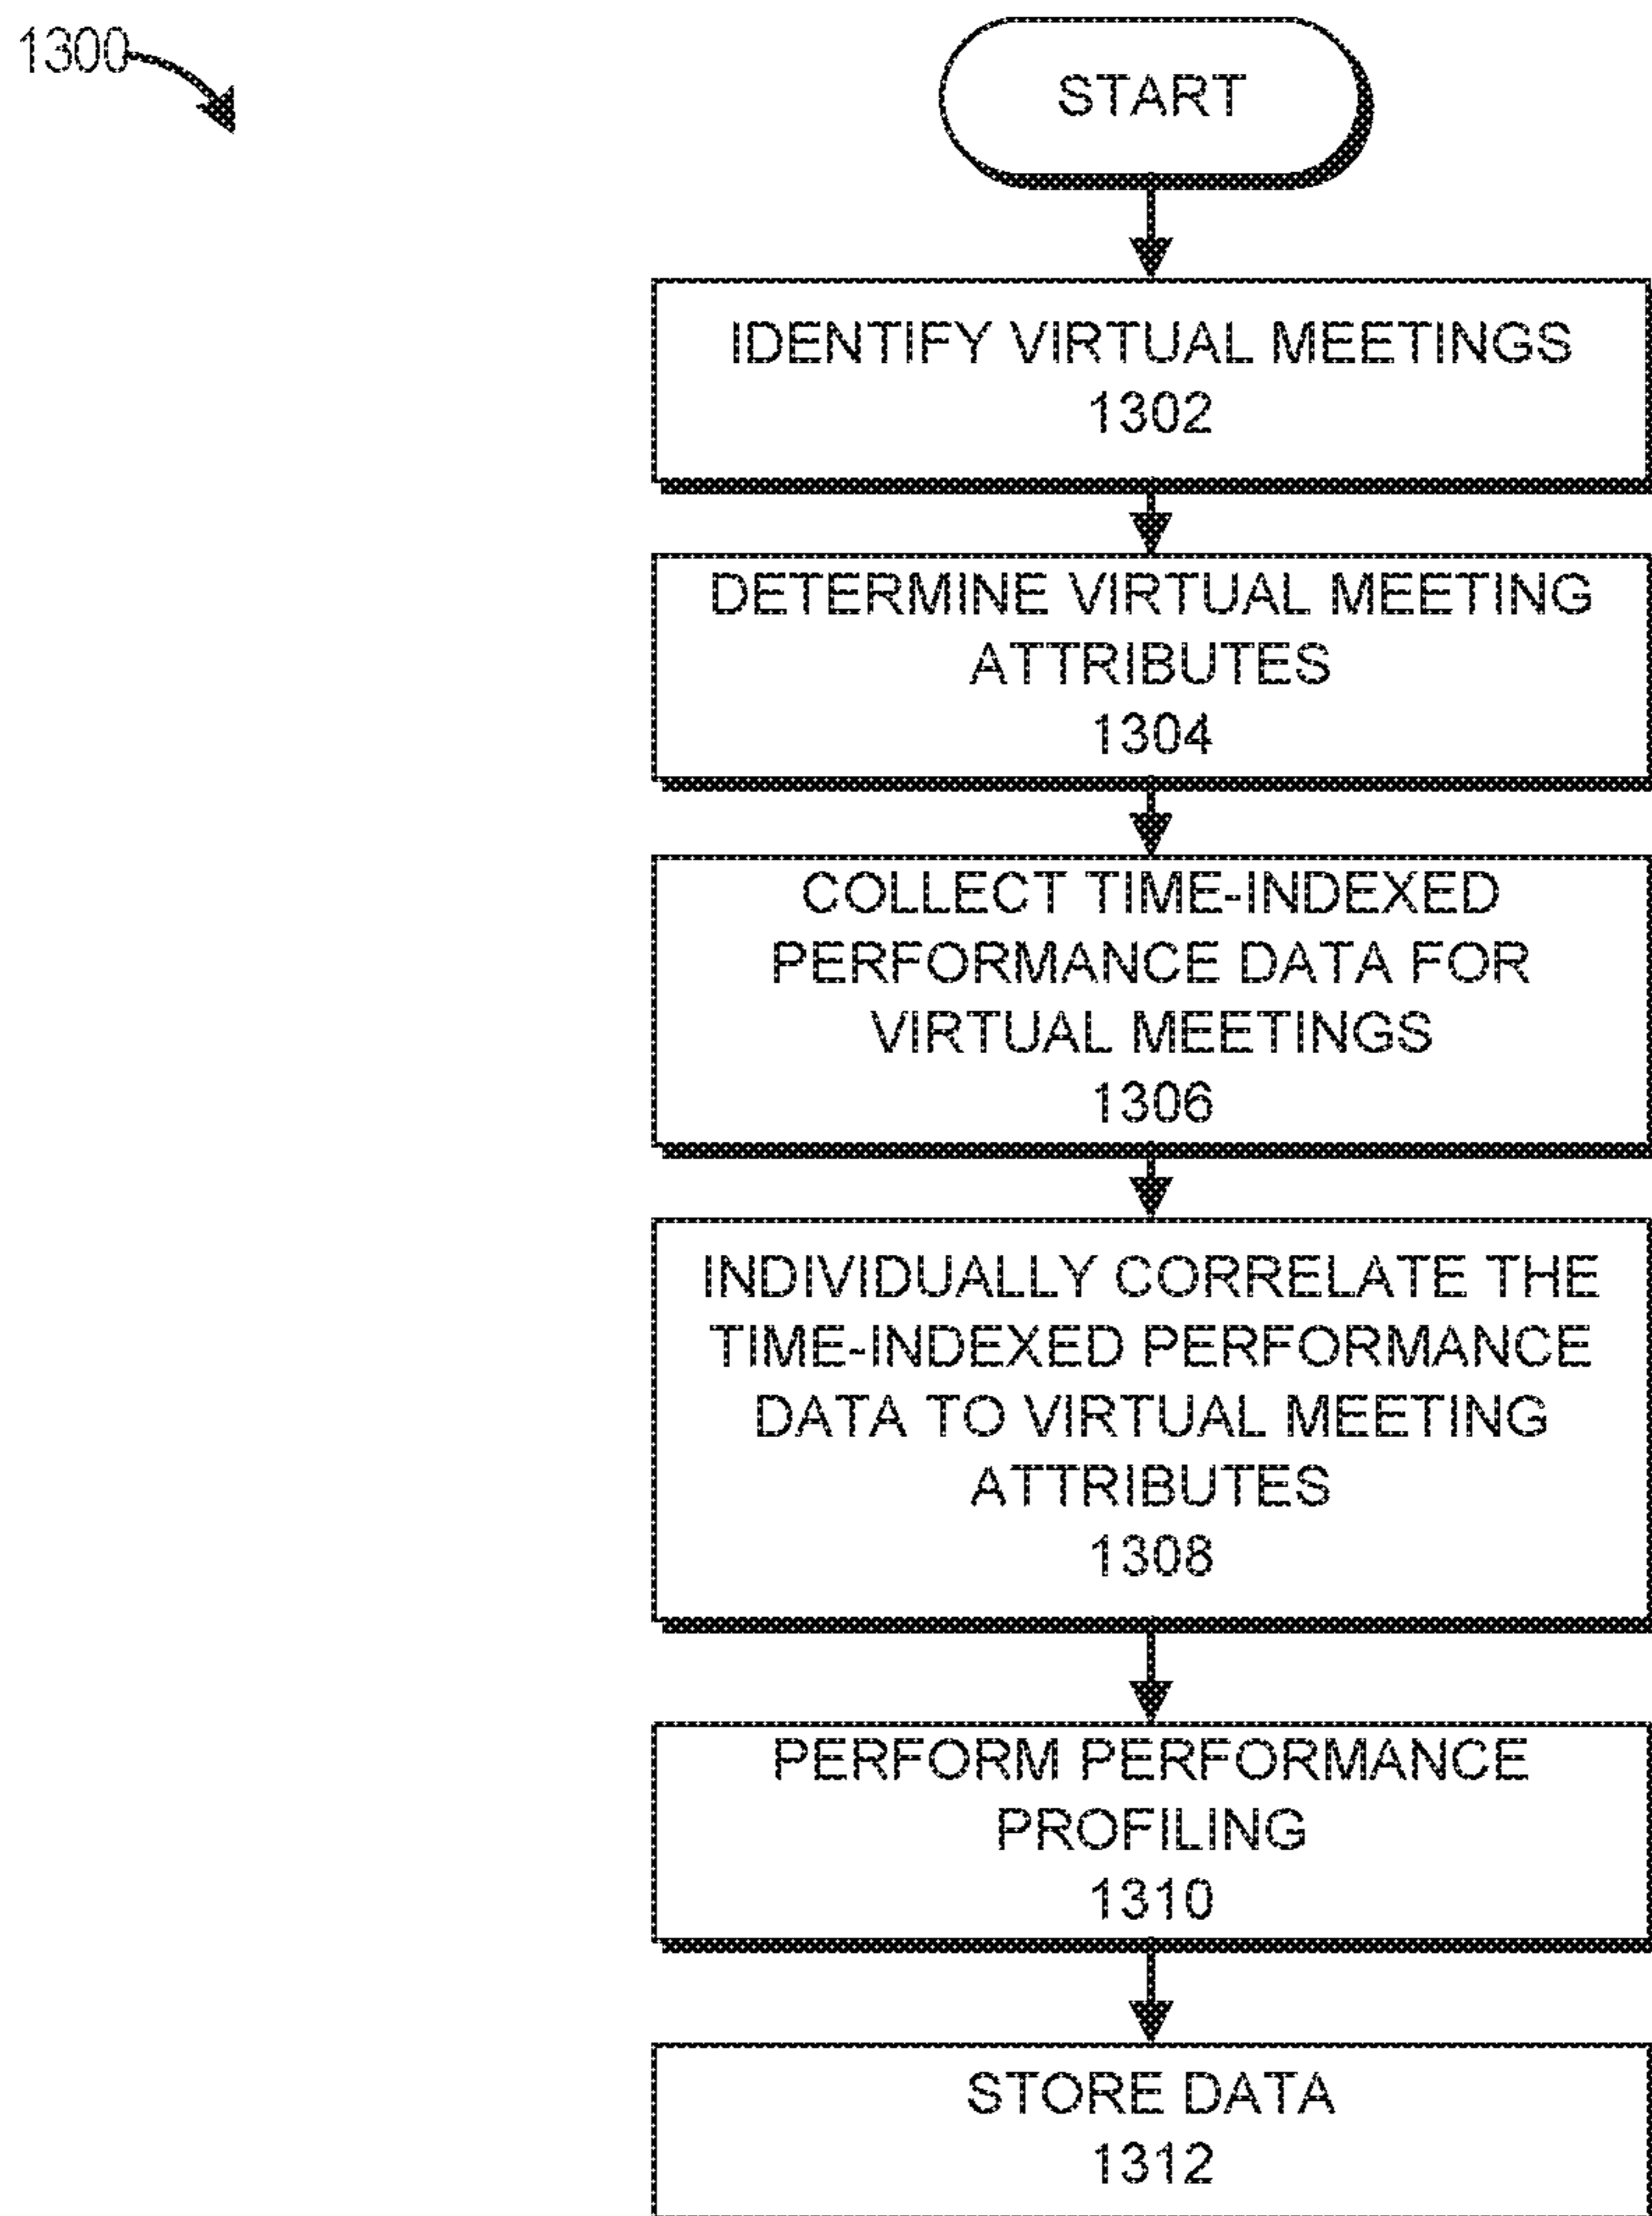 1300
START
IDENTIFY VIRTUAL MEETINGS
1302
DETERMINE VIRTUAL MEETING
ATTRIBUTES
1304
COLLECT TIME-INDEXED
PERFORMANCE DATA FOR
VIRTUAL MEETINGS
1306
INDIVIDUALLY CORRELATE THE
TIME-INDEXED PERFORMANCE
DATA TO VIRTUAL MEETING
ATTRIBUTES
1308
PERFORM PERFORMANCE
PROFILING
1310
STORE DATA
1312